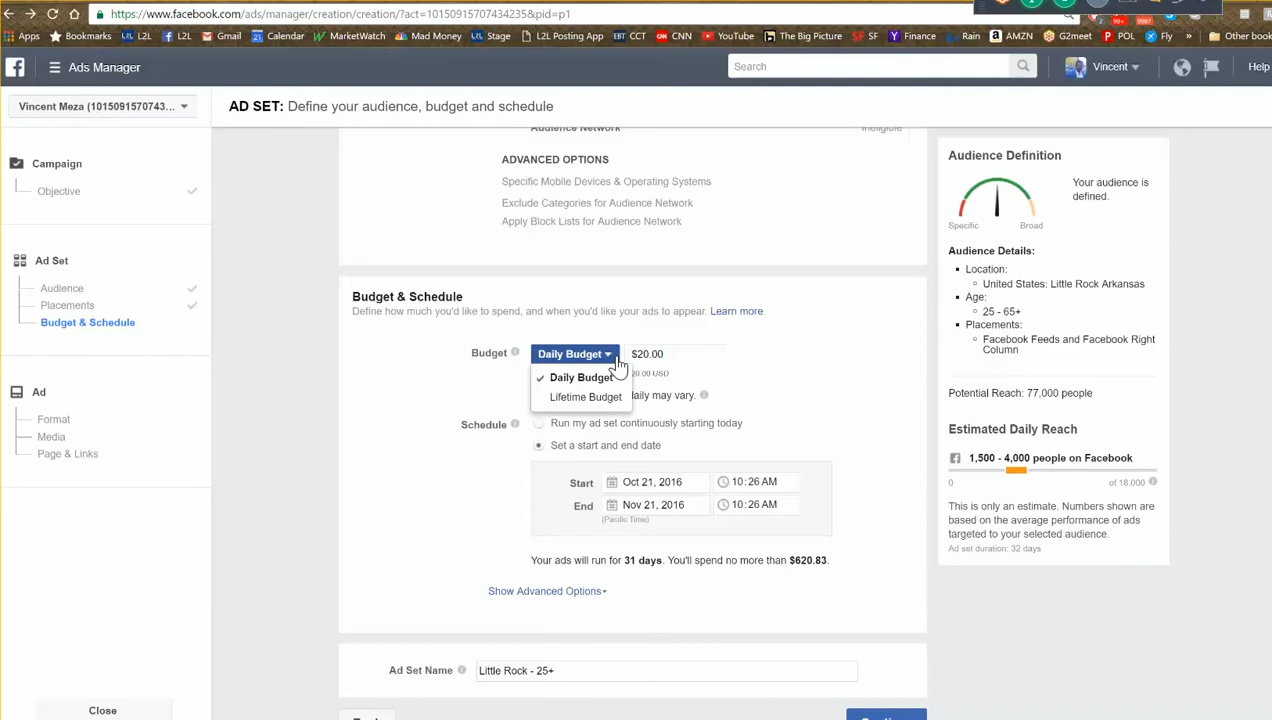 https://www.facebook.com/ads/manager/creation/creation/?act=10150915707434235&pid=p1
99+ 9987
Apps Bookmarks L2L L2L Gmail Calendar MarketWatch Mad Money Stage L2L Posting App EBT CCT CNN YouTube The Big Picture SF SF Finance Rain AMZN G2meet POL Fly » Other book
Ads Manager Search Vincent Help
Vincent Meza (1015091570743... AD SET: Define your audience, budget and schedule
Campaign
Objective
Ad Set
Audience
Placements
Budget & Schedule
Ad
Format
Media
Page & Links
Close
Audience Network Ineligible
ADVANCED OPTIONS
Specific Mobile Devices & Operating Systems
Exclude Categories for Audience Network
Apply Block Lists for Audience Network
Budget & Schedule
Define how much you'd like to spend, and when you'd like your ads to appear. Learn more
Budget Daily Budget $20.00
Daily Budget 20.00 USD
Lifetime Budget daily may vary.
Schedule Run my ad set continuously starting today
Set a start and end date
Start Oct 21, 2016 10:26 AM
End Nov 21, 2016 10:26 AM
(Pacific Time)
Your ads will run for 31 days. You'll spend no more than $620.83.
Show Advanced Options
Ad Set Name Little Rock - 25+
Audience Definition
Your audience is
defined.
Specific Broad
Audience Details:
Location:
United States: Little Rock Arkansas
Age:
25 - 65+
Placements:
Facebook Feeds and Facebook Right
Column
Potential Reach: 77,000 people
Estimated Daily Reach
1,500 - 4,000 people on Facebook
0 of 18,000
This is only an estimate. Numbers shown are
based on the average performance of ads
targeted to your selected audience.
Ad set duration: 32 days